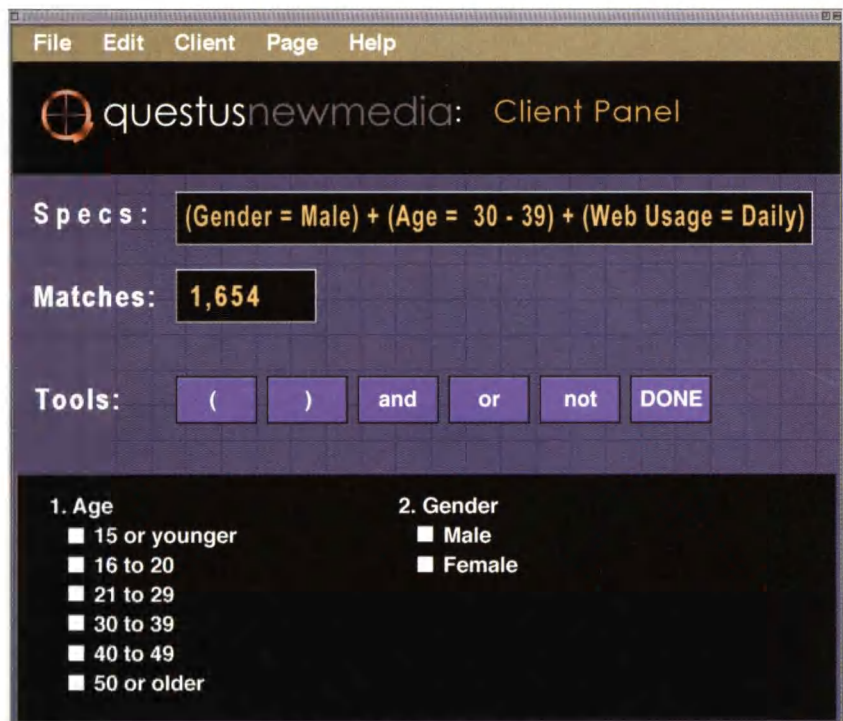 File Edit Client Page Help
questusnewmedia: Client Panel
Specs: (Gender = Male) + (Age = 30 - 39) + (Web Usage = Daily)
Matches: 1,654
Tools: ( ) and or not DONE
1. Age
15 or younger
16 to 20
21 to 29
30 to 39
40 to 49
50 or older
2. Gender
Male
Female